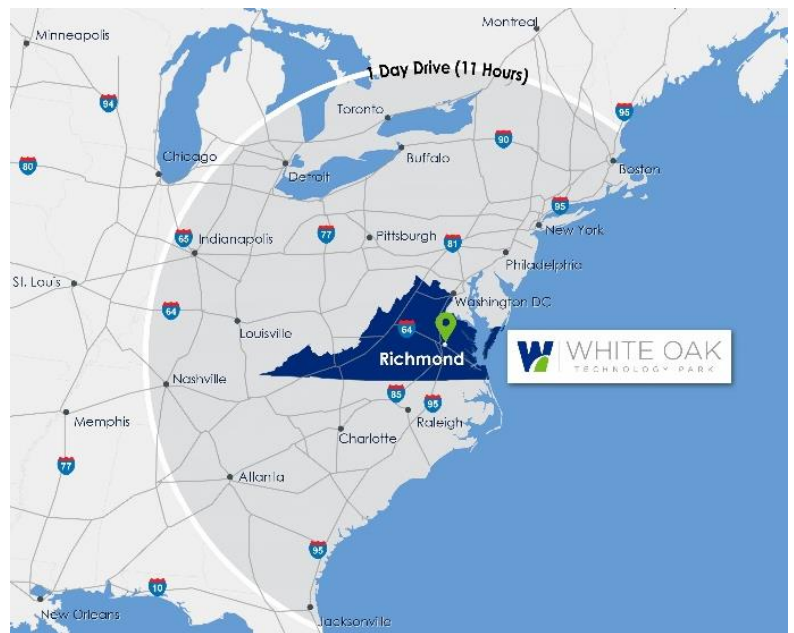 Montreal
Minneapolis
1 Day Drive (11 Hours)
94
Toronto
95
90
80
Chicago
Buffalo
Detroit
Boston
95
65
77
New York
Indianapolis
Pittsburgh
81
Philadelphia
St. Louis
Washington DC
64
Louisville
64
Richmond
WHITE OAK
TECHNOLOGY PARK
Nashville
85
95
Memphis
Raleigh
Charlotte
77
Atlanta
95
10
New Orleans
Jacksonville